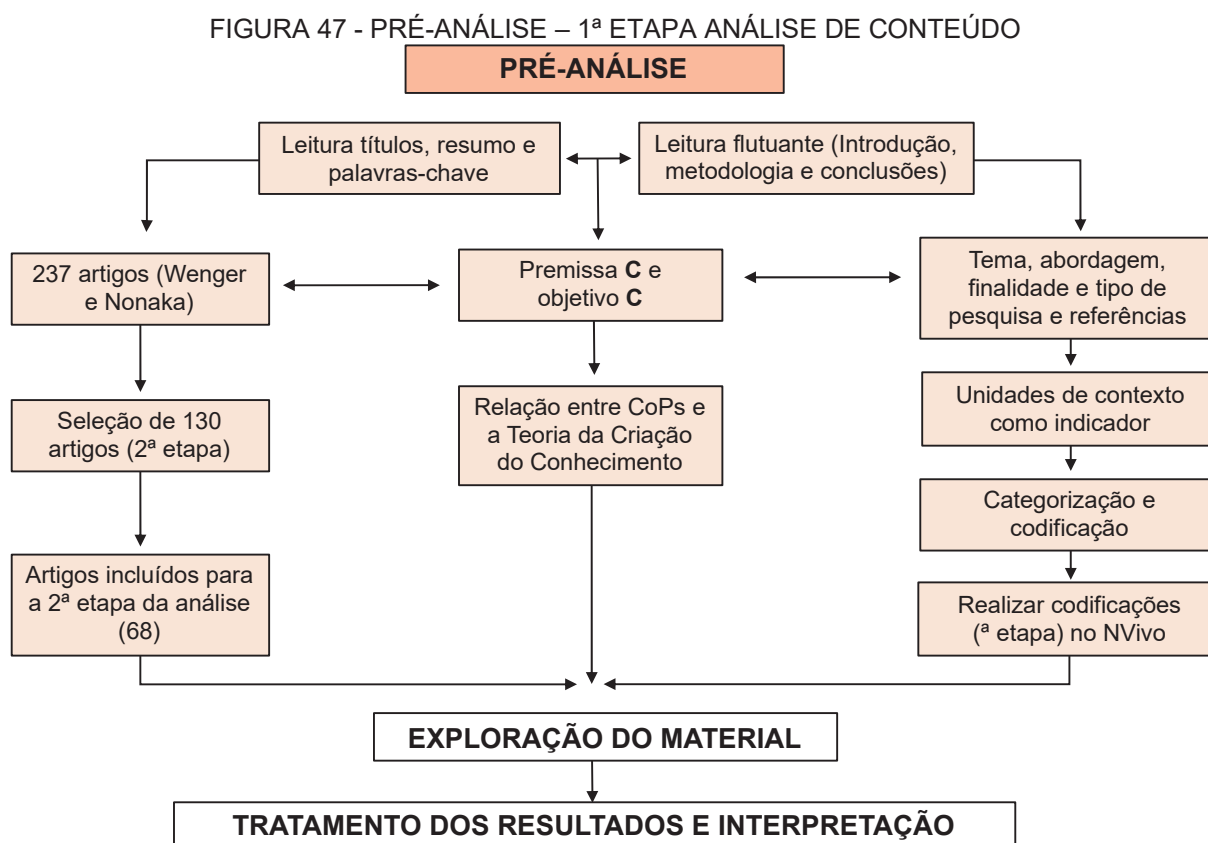 FIGURA 47 - PRÉ-ANÁLISE – 1ª ETAPA ANÁLISE DE CONTEÚDO
PRÉ-ANÁLISE
Leitura títulos, resumo e
palavras-chave
Leitura flutuante (Introdução,
metodologia e conclusões)
237 artigos (Wenger
e Nonaka)
Premissa C e
objetivo C
Tema, abordagem,
finalidade e tipo de
pesquisa e referências
Seleção de 130
artigos (2ª etapa)
Relação entre CoPs e
a Teoria da Criação
do Conhecimento
Unidades de contexto
como indicador
Categorização e
codificação
Artigos incluídos para
a 2ª etapa da análise
(68)
Realizar codificações
(ª etapa) no NVivo
EXPLORAÇÃO DO MATERIAL
TRATAMENTO DOS RESULTADOS E INTERPRETAÇÃO